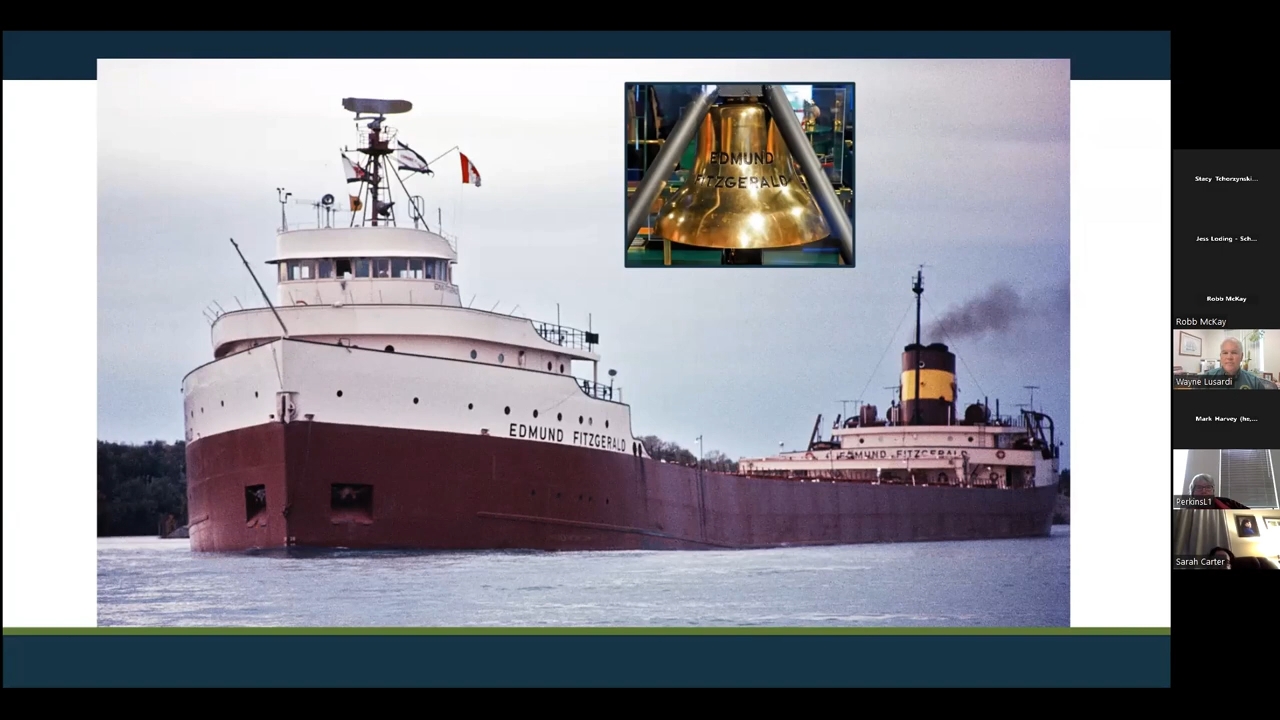 EDMUND
FITZGERALD
EDMUND FITZGERALD
EDMUND FITZGERALD
Stacy Tchorzynski...
Jess Loding - Sch...
Robb McKay
Robb McKay
Wayne Lusardi
Mark Harvey (he,...
PerkinsL1
Sarah Carter